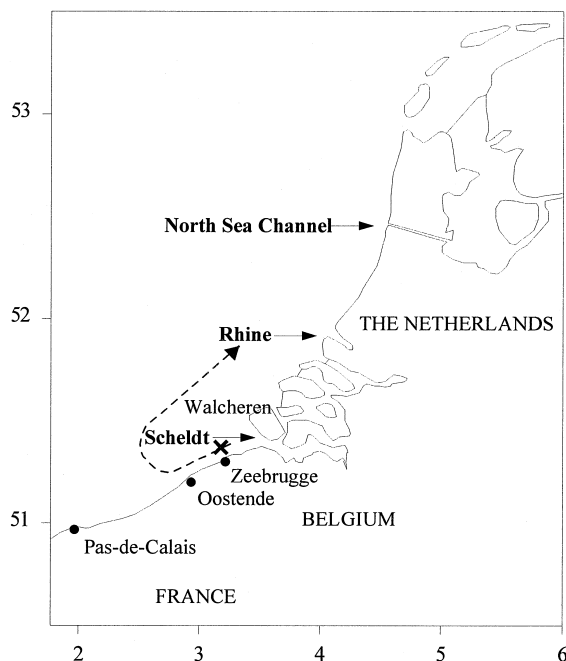 53
North Sea Channel
52
Rhine
THE NETHERLANDS
Walcheren
Scheldt
Zeebrugge
Oostende
51
BELGIUM
Pas-de-Calais
FRANCE
2 3 4 5 6